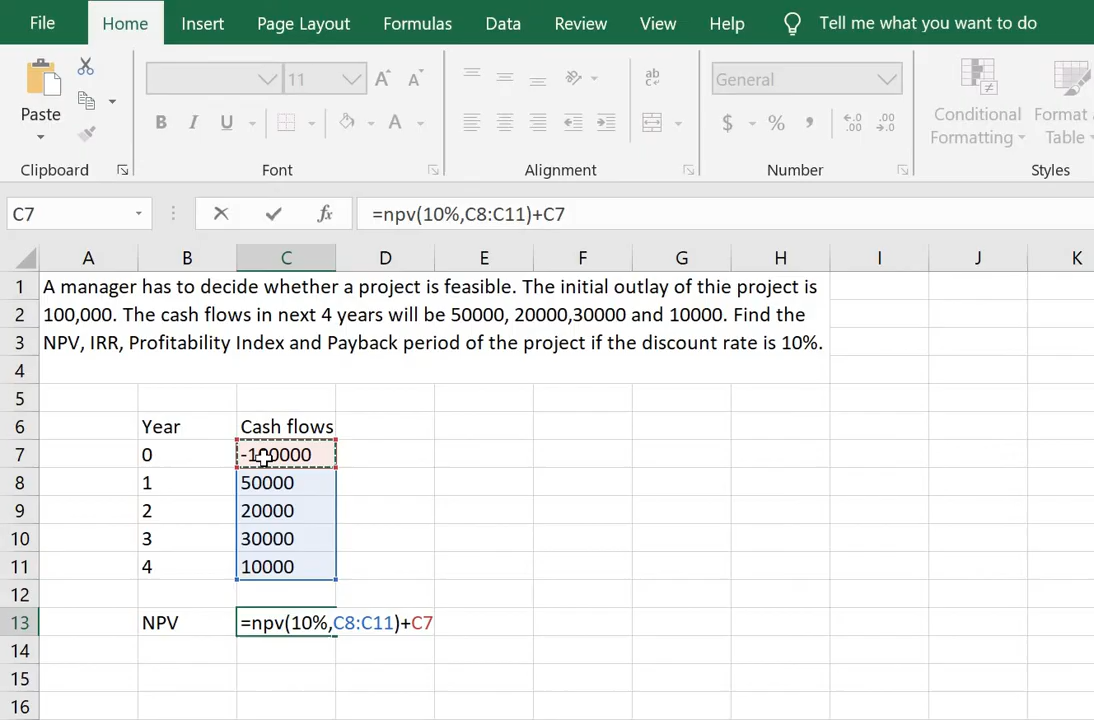 File Home Insert Page Layout Formulas Data Review View Help Tell me what you want to do
11 A A ab General
Paste B I U A $ % Conditional Format
Formatting Table
Clipboard Font Alignment Number Styles
C7 fx =npv(10%,C8:C11)+C7
A B C D E F G H I J K
1 A manager has to decide whether a project is feasible. The initial outlay of thie project is
2 100,000. The cash flows in next 4 years will be 50000, 20000,30000 and 10000. Find the
3 NPV, IRR, Profitability Index and Payback period of the project if the discount rate is 10%.
4
5
6 Year Cash flows
7 0 -100000
8 1 50000
9 2 20000
10 3 30000
11 4 10000
12
13 NPV =npv(10%,C8:C11)+C7
14
15
16